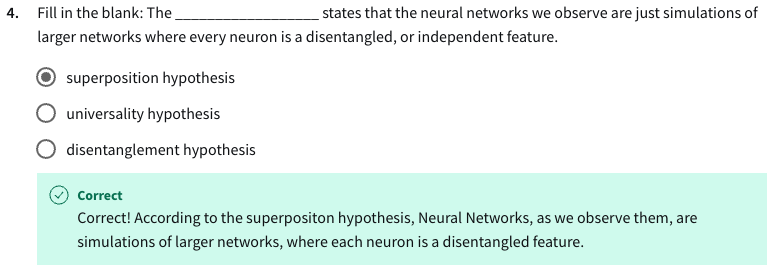 4. Fill in the blank: The ___________________ states that the neural networks we observe are just simulations of
larger networks where every neuron is a disentangled, or independent feature.
superposition hypothesis
universality hypothesis
disentanglement hypothesis
Correct
Correct! According to the superpositon hypothesis, Neural Networks, as we observe them, are
simulations of larger networks, where each neuron is a disentangled feature.